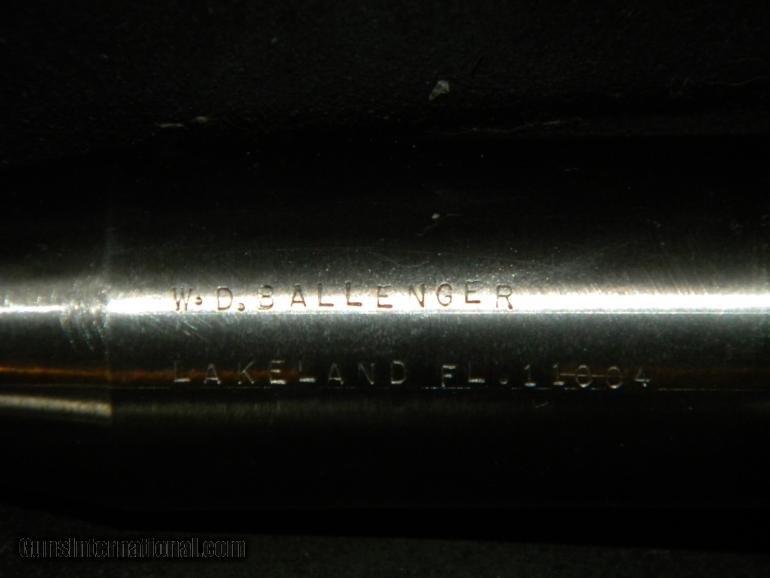 W. D. BALLENGER
LAKELAND FL. 11004
GunsInternational.com